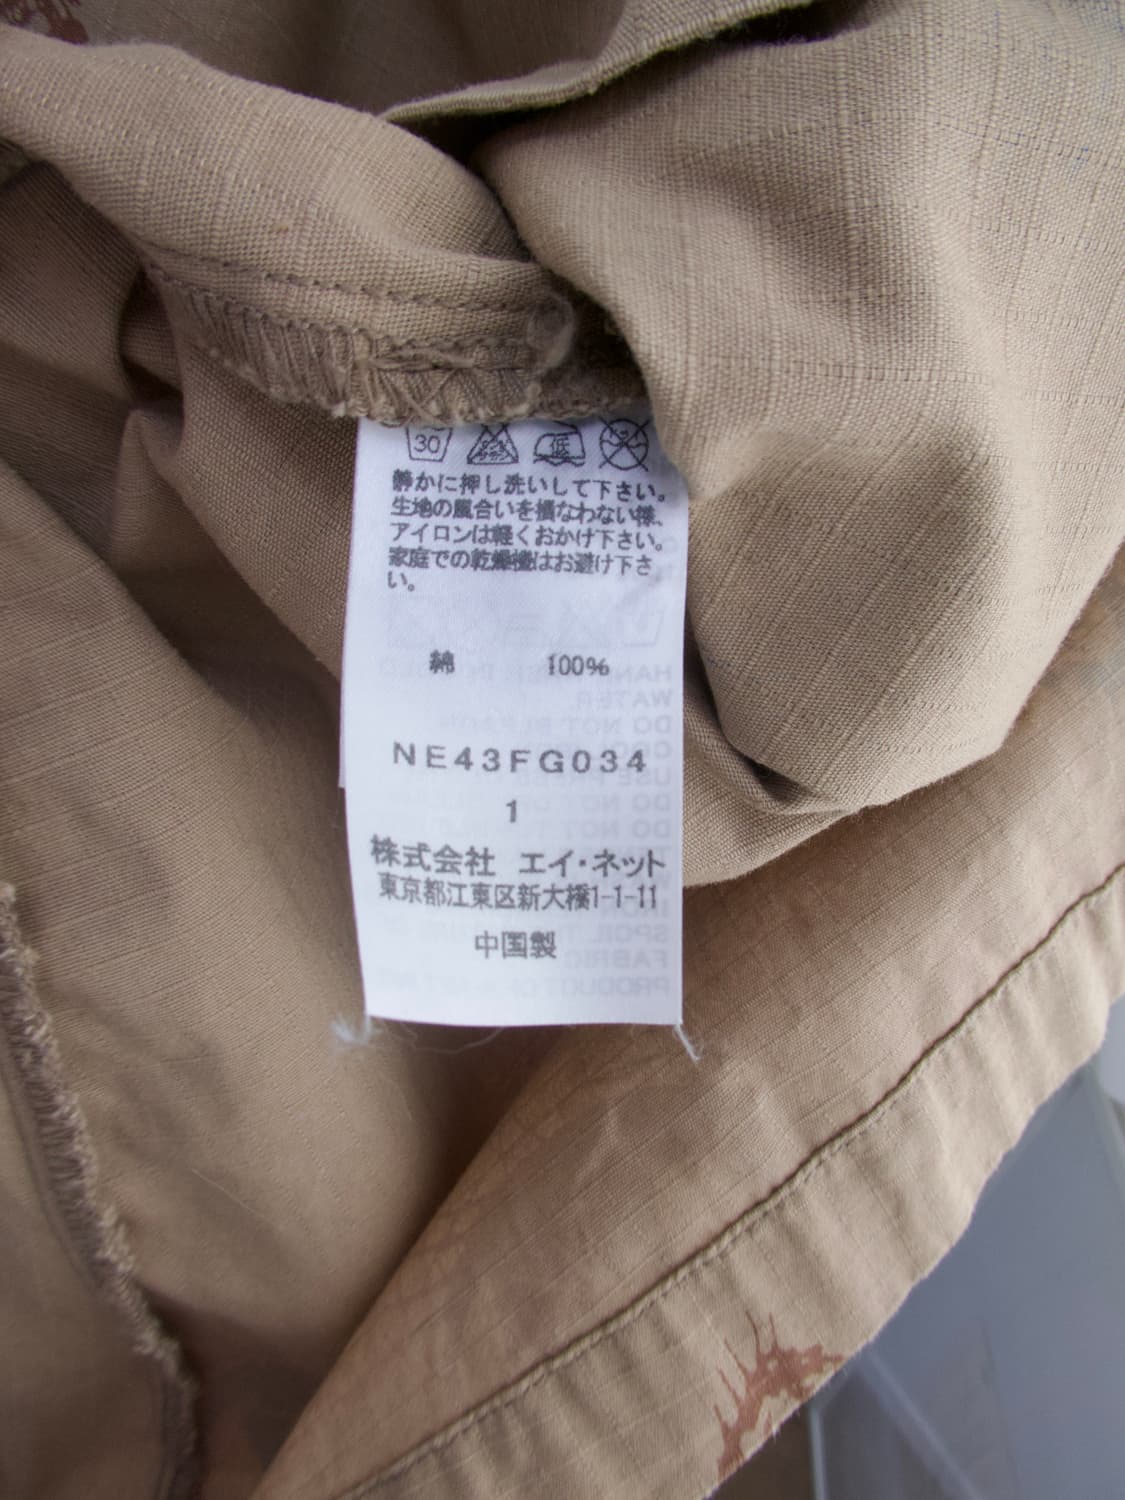 30
低
静かに押し洗いして下さい。
生地の風合いを損なわない様、
アイロンは軽くおかけ下さい。
家庭での乾燥機はお避け下さ
い。
綿 100%
NE43FG034
1
株式会社 エイ・ネット
東京都江東区新大橋1-1-11
中国製